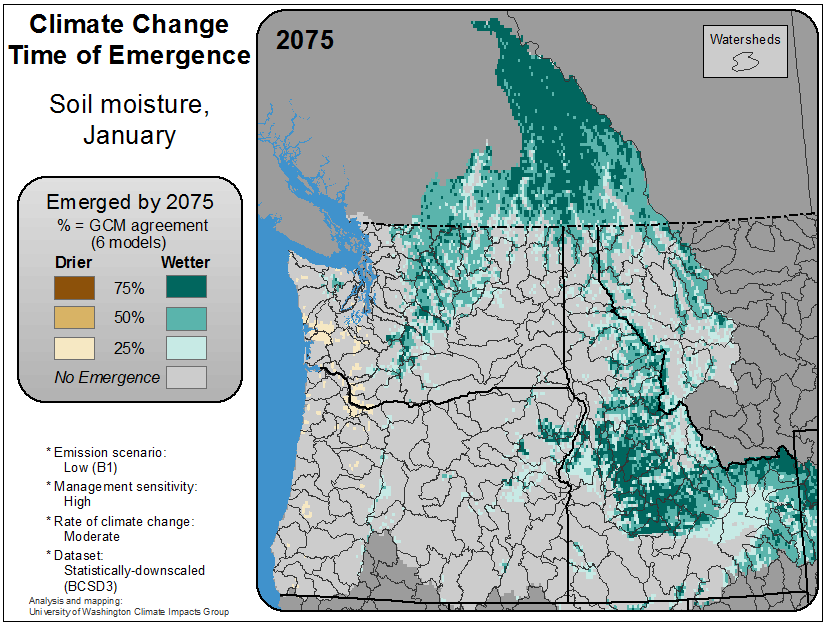 Climate Change
Time of Emergence
Soil moisture,
January
Emerged by 2075
% = GCM agreement
(6 models)
Drier Wetter
75%
50%
25%
No Emergence
* Emission scenario:
Low (B1)
* Management sensitivity:
High
* Rate of climate change:
Moderate
* Dataset:
Statistically-downscaled
(BCSD3)
Analysis and mapping:
University of Washington Climate Impacts Group
2075
Watersheds